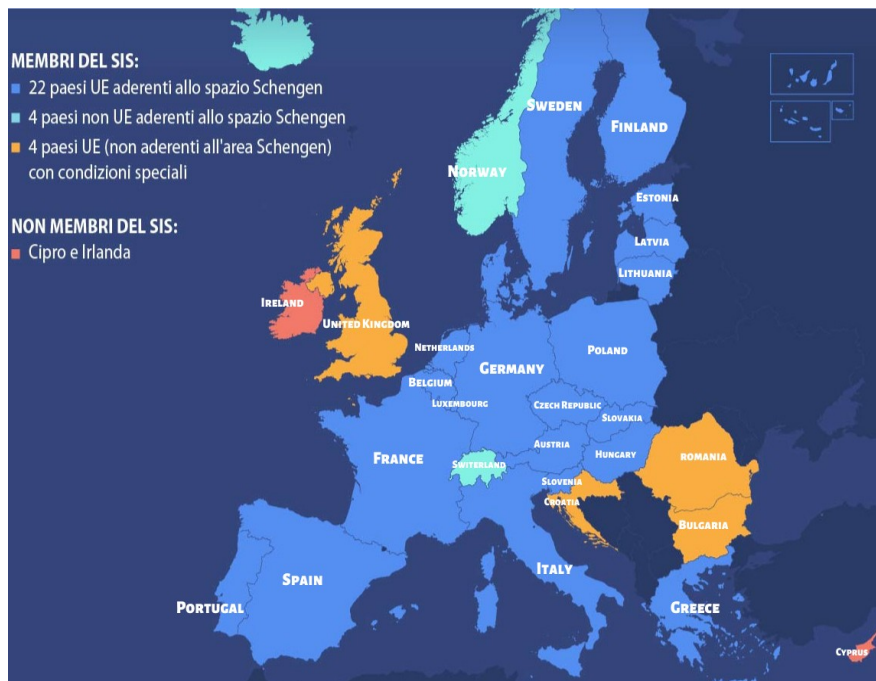 MEMBRI DEL SIS:
22 paesi UE aderenti allo spazio Schengen
4 paesi non UE aderenti allo spazio Schengen
4 paesi UE (non aderenti all'area Schengen)
con condizioni speciali
NON MEMBRI DEL SIS:
Cipro e Irlanda
SWEDEN
FINLAND
NORWAY
ESTONIA
LATVIA
LITHUANIA
IRELAND
UNITED KINGDOM
NETHERLANDS
GERMANY
POLAND
BELGIUM
LUXEMBOURG
CZECH REPUBLIC
SLOVAKIA
AUSTRIA
HUNGARY
FRANCE
SWITERLAND
ROMANIA
SLOVENIA
CROATIA
BULGARIA
ITALY
SPAIN
PORTUGAL
GREECE
CYPRUS